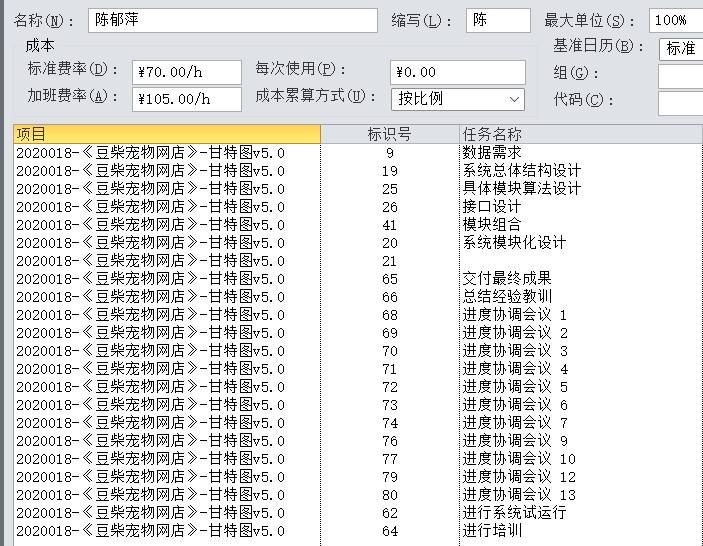 名称(N): 陈郁萍 缩写(L): 陈 最大单位(S): 100%
成本 基准日历(B): 标准
标准费率(D): ¥70.00/h 每次使用(P): ¥0.00 组(G):
加班费率(A): ¥105.00/h 成本累算方式(U): 按比例 代码(C):
项目 标识号 任务名称
2020018-《豆柴宠物网店》-甘特图v5.0 9 数据需求
2020018-《豆柴宠物网店》-甘特图v5.0 19 系统总体结构设计
2020018-《豆柴宠物网店》-甘特图v5.0 25 具体模块算法设计
2020018-《豆柴宠物网店》-甘特图v5.0 26 接口设计
2020018-《豆柴宠物网店》-甘特图v5.0 41 模块组合
2020018-《豆柴宠物网店》-甘特图v5.0 20 系统模块化设计
2020018-《豆柴宠物网店》-甘特图v5.0 21
2020018-《豆柴宠物网店》-甘特图v5.0 65 交付最终成果
2020018-《豆柴宠物网店》-甘特图v5.0 66 总结经验教训
2020018-《豆柴宠物网店》-甘特图v5.0 68 进度协调会议 1
2020018-《豆柴宠物网店》-甘特图v5.0 69 进度协调会议 2
2020018-《豆柴宠物网店》-甘特图v5.0 70 进度协调会议 3
2020018-《豆柴宠物网店》-甘特图v5.0 71 进度协调会议 4
2020018-《豆柴宠物网店》-甘特图v5.0 72 进度协调会议 5
2020018-《豆柴宠物网店》-甘特图v5.0 73 进度协调会议 6
2020018-《豆柴宠物网店》-甘特图v5.0 74 进度协调会议 7
2020018-《豆柴宠物网店》-甘特图v5.0 76 进度协调会议 9
2020018-《豆柴宠物网店》-甘特图v5.0 77 进度协调会议 10
2020018-《豆柴宠物网店》-甘特图v5.0 79 进度协调会议 12
2020018-《豆柴宠物网店》-甘特图v5.0 80 进度协调会议 13
2020018-《豆柴宠物网店》-甘特图v5.0 62 进行系统试运行
2020018-《豆柴宠物网店》-甘特图v5.0 64 进行培训